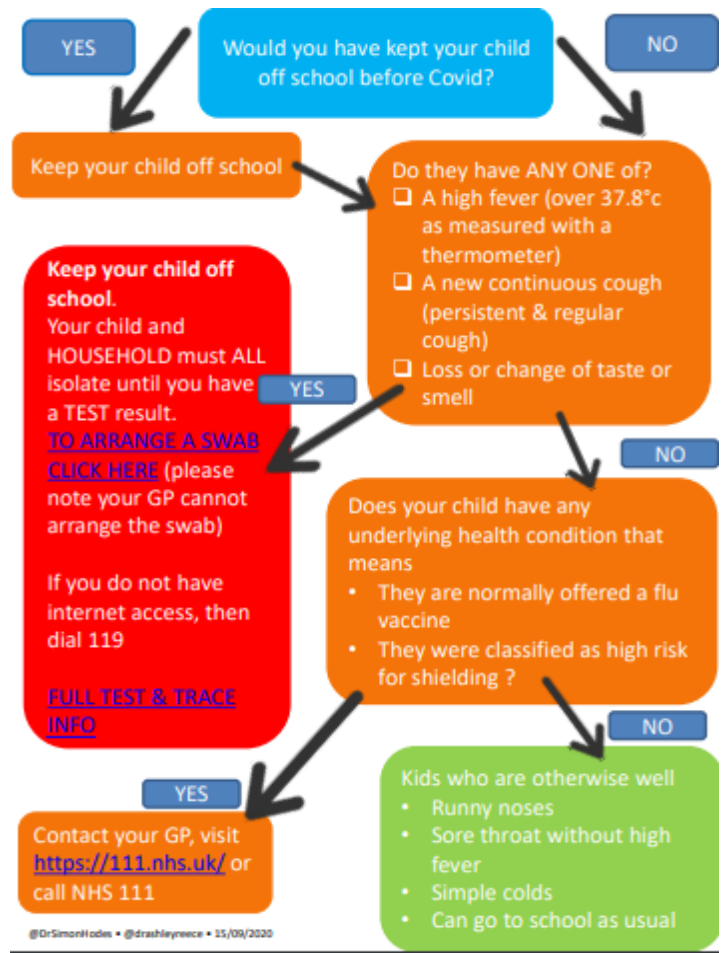 YES
Would you have kept your child
off school before Covid?
NO
Keep your child off school
Do they have ANY ONE of?
❑ A high fever (over 37.8°c
as measured with a
thermometer)
❑ A new continuous cough
(persistent & regular
cough)
❑ Loss or change of taste or
smell
Keep your child off
school.
Your child and
HOUSEHOLD must ALL
isolate until you have
a TEST result.
TO ARRANGE A SWAB
CLICK HERE (please
note your GP cannot
arrange the swab)
If you do not have
internet access, then
dial 119
FULL TEST & TRACE
INFO
YES
NO
Does your child have any
underlying health condition that
means
• They are normally offered a flu
vaccine
• They were classified as high risk
for shielding ?
NO
YES
Contact your GP, visit
https://111.nhs.uk/ or
call NHS 111
Kids who are otherwise well
• Runny noses
• Sore throat without high
fever
• Simple colds
• Can go to school as usual
@DrSimonHodes • @drashleyreece • 15/09/2020